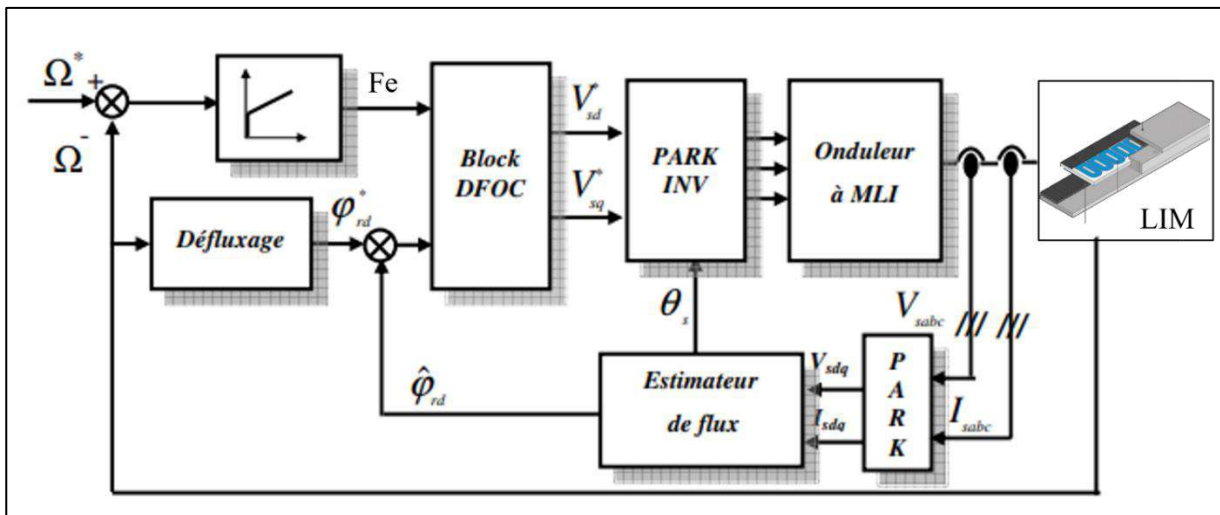 Ω* +
Fe
Ω-
Block
DFOC
V*sd
V*sq
PARK
INV
Onduleur
à MLI
LIM
Défluxage
φ*rd
θs
Vsabc
φ̂rd
Estimateur
de flux
Vsdq
Isdq
P
A
R
K
Isabc